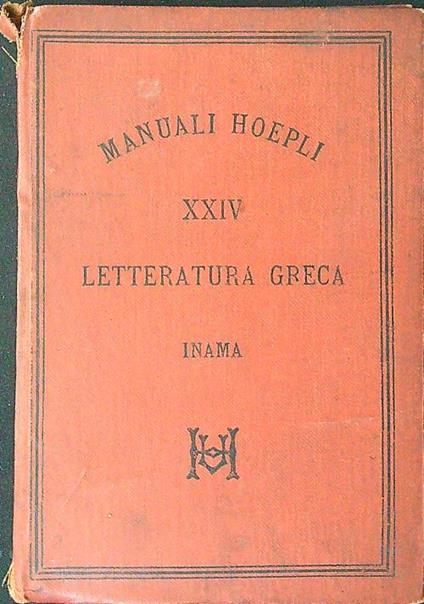 MANUALI HOEPLI
XXIV
LETTERATURA GRECA
INAMA